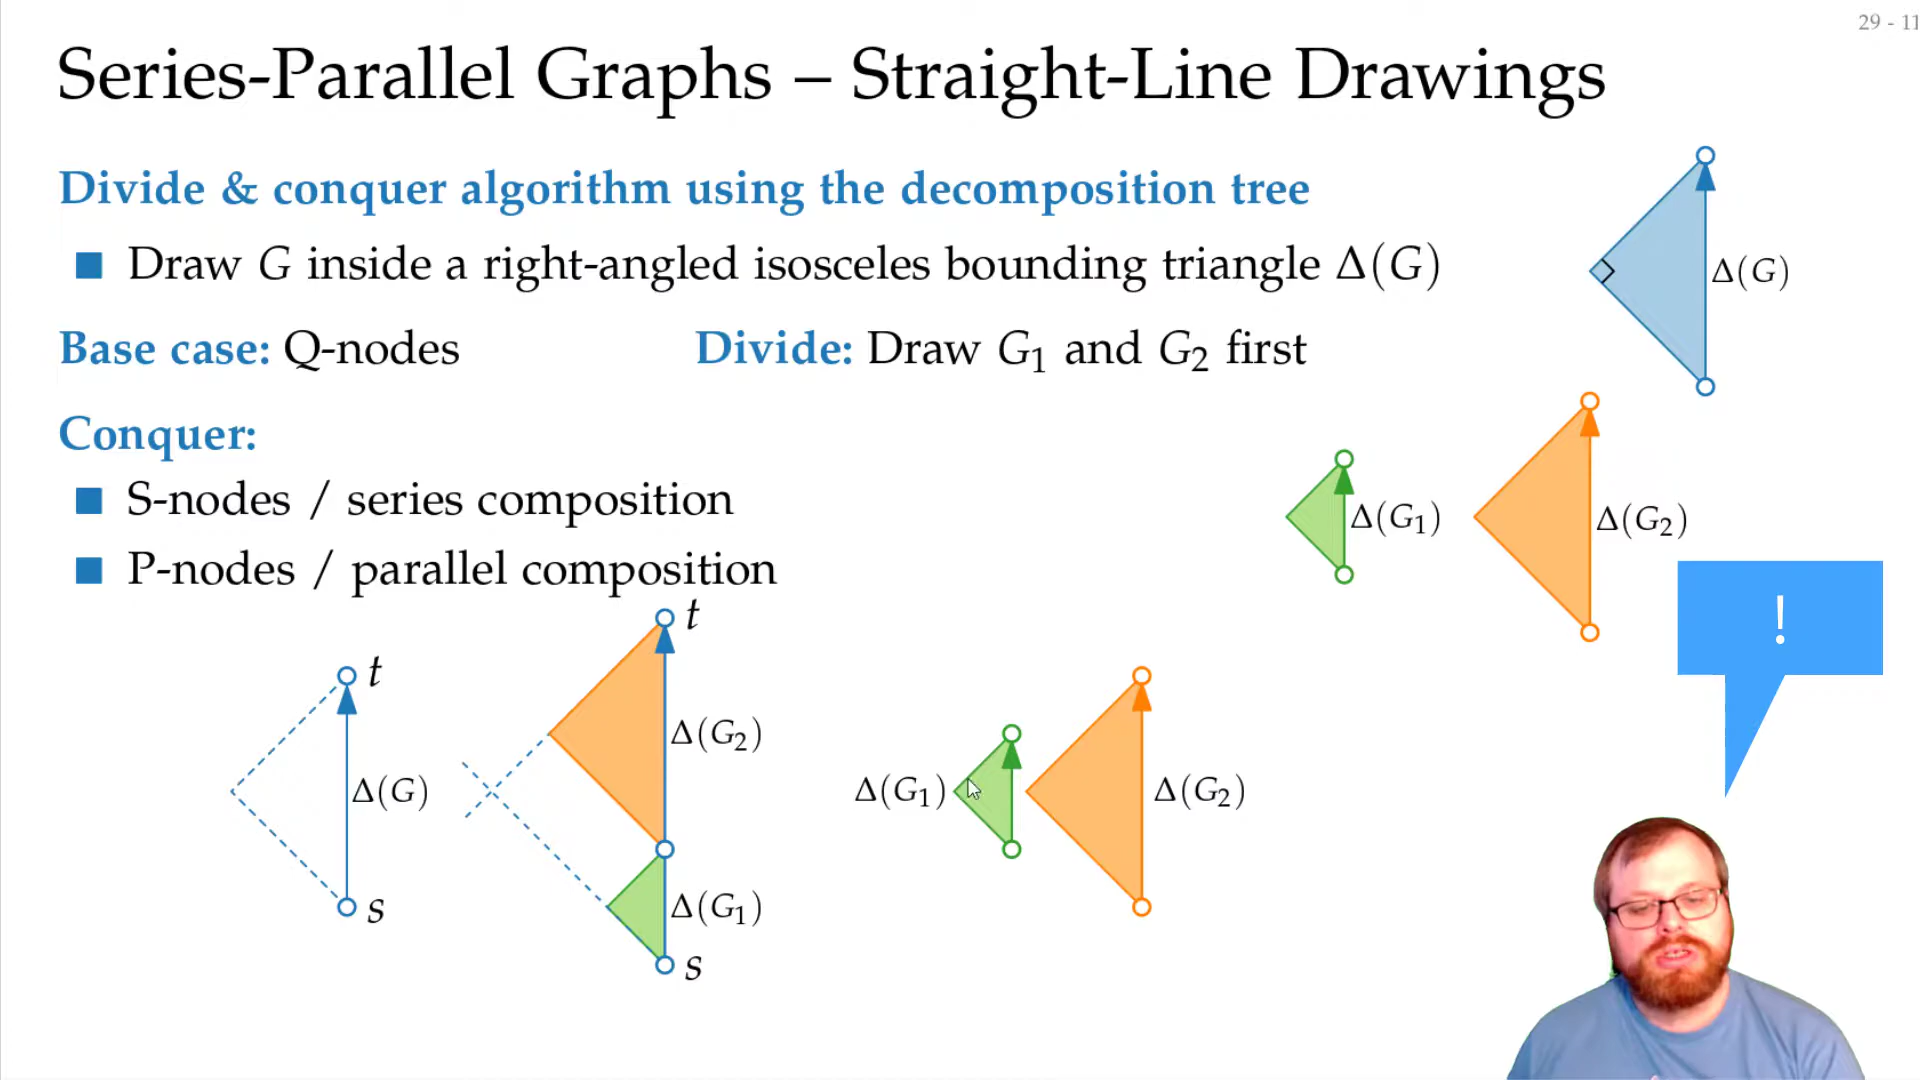 29 - 11
Series-Parallel Graphs – Straight-Line Drawings
Divide & conquer algorithm using the decomposition tree
Draw G inside a right-angled isosceles bounding triangle Δ(G)
Δ(G)
Base case: Q-nodes
Divide: Draw G₁ and G₂ first
Conquer:
S-nodes / series composition
Δ(G₁)
Δ(G₂)
P-nodes / parallel composition
!
t
Δ(G)
s
t
Δ(G₂)
Δ(G₁)
s
Δ(G₁)
Δ(G₂)